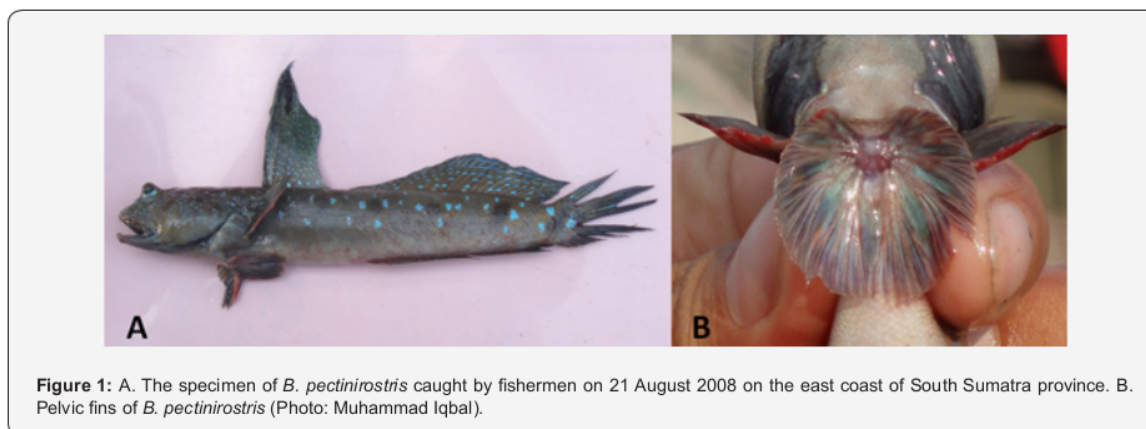 A
B
Figure 1: A. The specimen of B. pectinirostris caught by fishermen on 21 August 2008 on the east coast of South Sumatra province. B.
Pelvic fins of B. pectinirostris (Photo: Muhammad Iqbal).